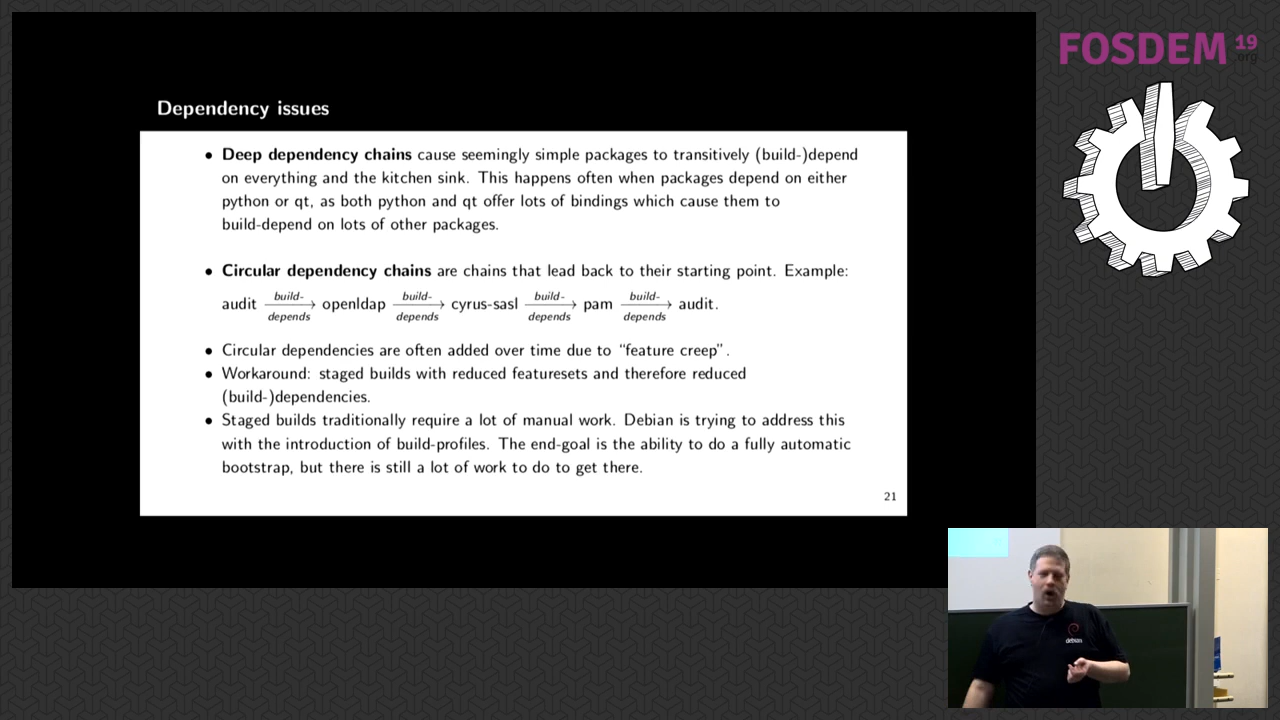 FOSDEM 19
.org
Dependency issues
• Deep dependency chains cause seemingly simple packages to transitively (build-)depend
on everything and the kitchen sink. This happens often when packages depend on either
python or qt, as both python and qt offer lots of bindings which cause them to
build-depend on lots of other packages.
• Circular dependency chains are chains that lead back to their starting point. Example:
audit build-depends→ openldap build-depends→ cyrus-sasl build-depends→ pam build-depends→ audit.
• Circular dependencies are often added over time due to “feature creep”.
• Workaround: staged builds with reduced featuresets and therefore reduced
(build-)dependencies.
• Staged builds traditionally require a lot of manual work. Debian is trying to address this
with the introduction of build-profiles. The end-goal is the ability to do a fully automatic
bootstrap, but there is still a lot of work to do to get there.
21
debian